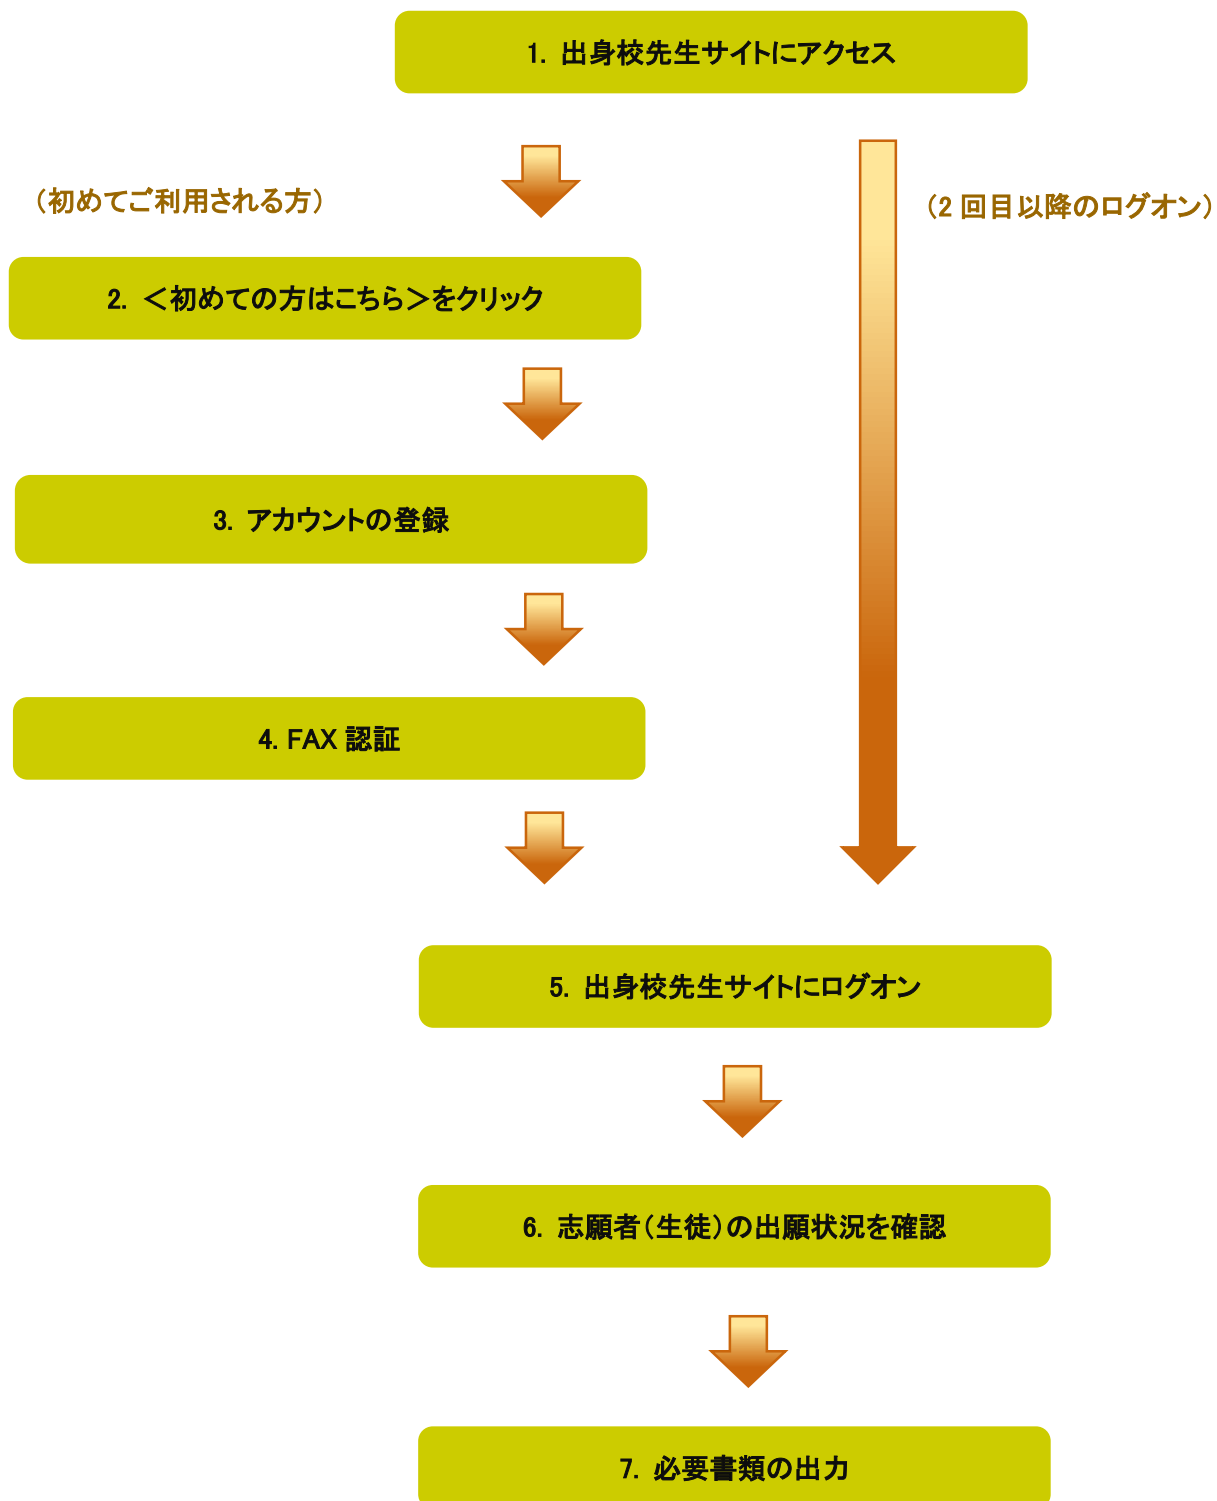 1. 出身校先生サイトにアクセス
（初めてご利用される方）
（2 回目以降のログオン）
2. ＜初めての方はこちら＞をクリック
3. アカウントの登録
4. FAX 認証
5. 出身校先生サイトにログオン
6. 志願者（生徒）の出願状況を確認
7. 必要書類の出力